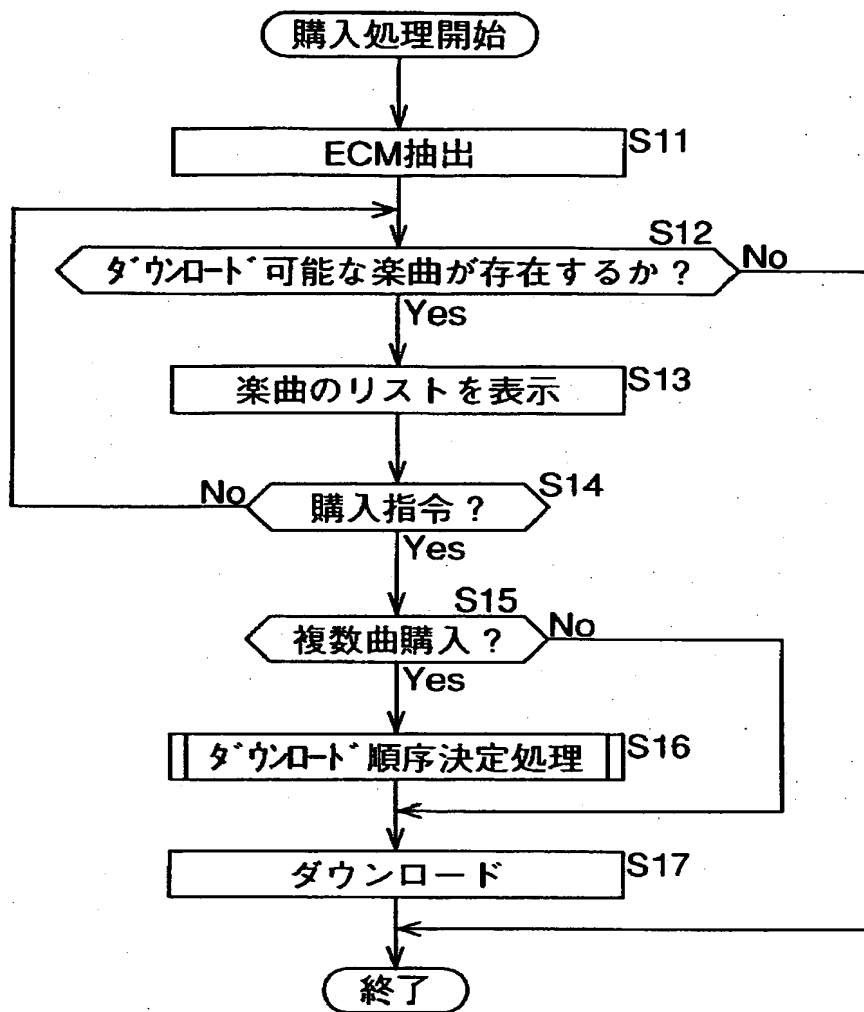 購入処理開始
ECM抽出
S11
S12
ダウンロード可能な楽曲が存在するか?
No
Yes
楽曲のリストを表示
S13
No
購入指令?
S14
Yes
S15
複数曲購入?
No
Yes
ダウンロード順序決定処理
S16
ダウンロード
S17
終了